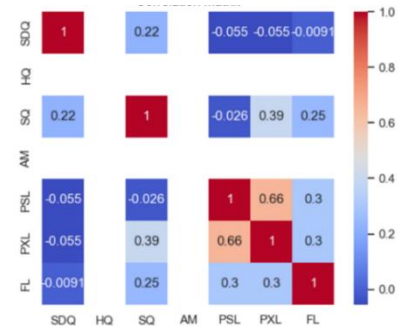 SDQ 1 0.22 -0.055 -0.055 -0.0091
HQ
SQ 0.22 1 -0.026 0.39 0.25
AM
PSL -0.055 -0.026 1 0.66 0.3
PXL -0.055 0.39 0.66 1 0.3
FL -0.0091 0.25 0.3 0.3 1
SDQ HQ SQ AM PSL PXL FL
1.0
0.8
0.6
0.4
0.2
0.0